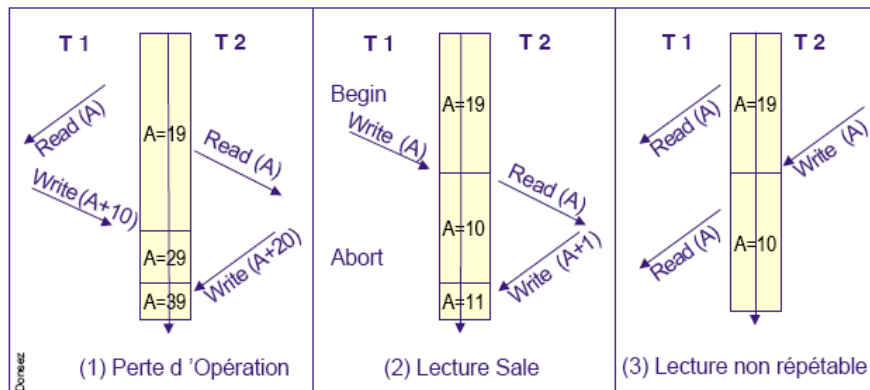 T 1
T 2
A=19
Read (A)
Read (A)
Write (A+10)
A=29
Write (A+20)
A=39
(1) Perte d ’Opération
Donsez
T 1
T 2
Begin
A=19
Write (A)
Read (A)
A=10
Abort
Write (A+1)
A=11
(2) Lecture Sale
T 1
T 2
A=19
Read (A)
Write (A)
A=10
Read (A)
(3) Lecture non répétable